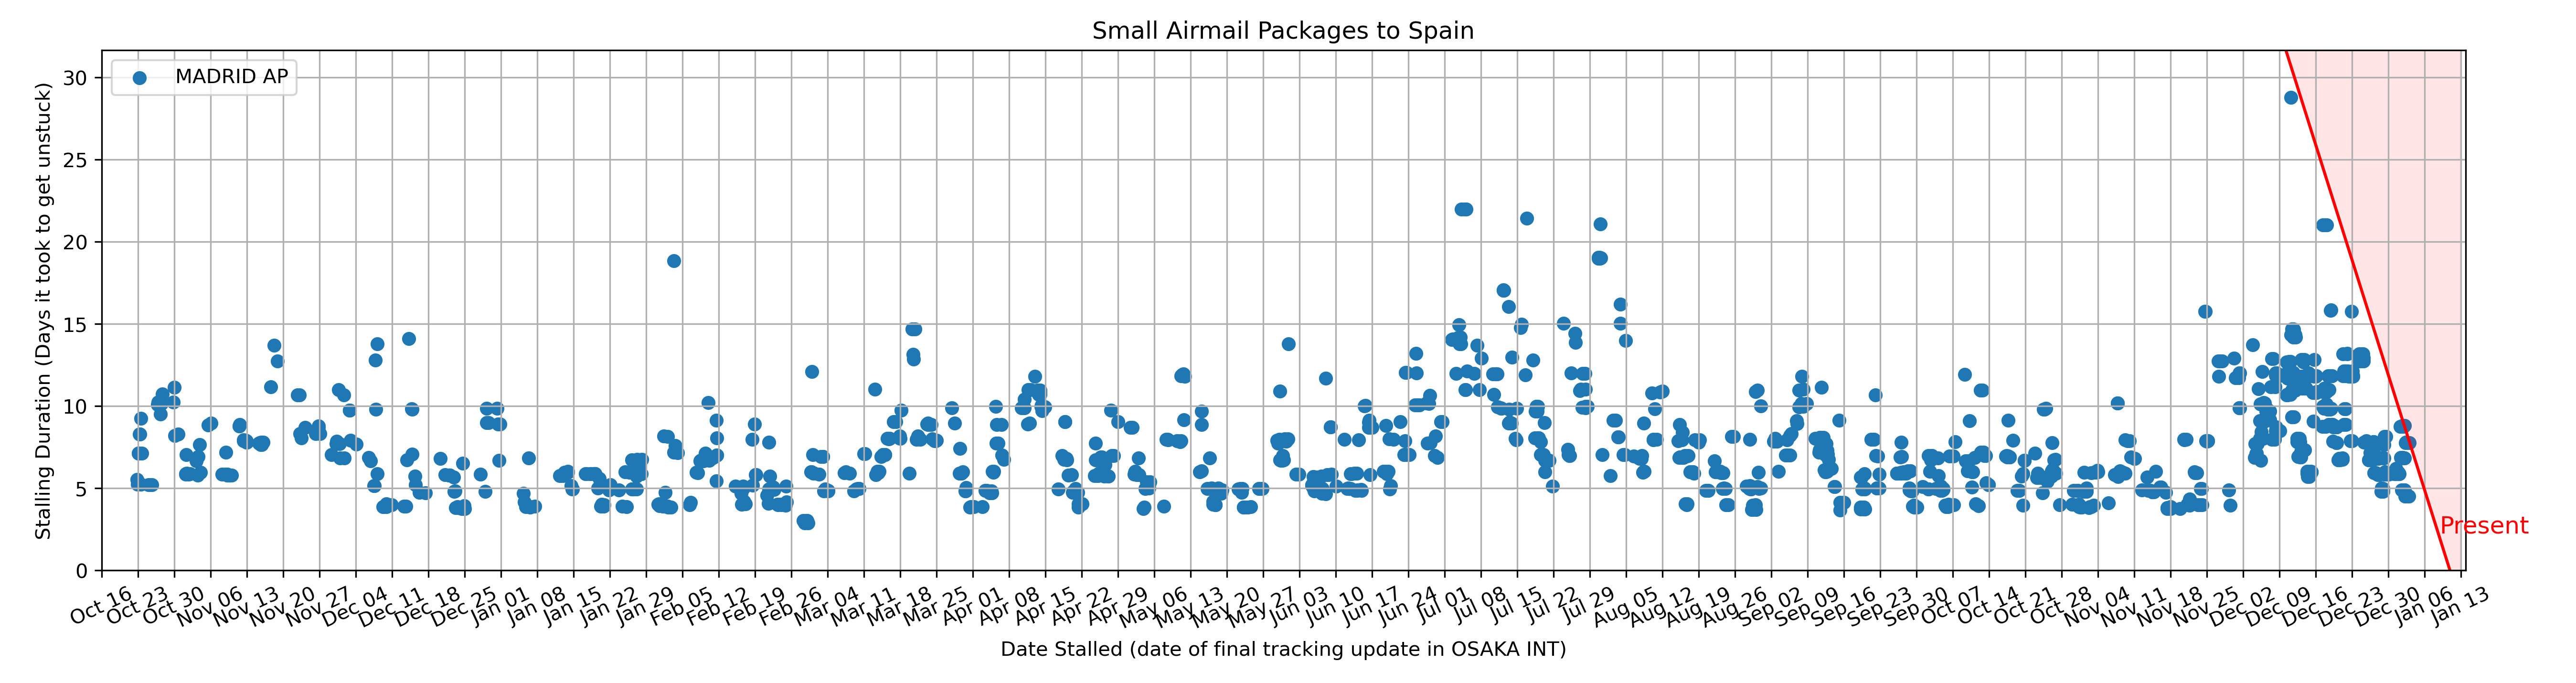 Small Airmail Packages to Spain
MADRID AP
Stalling Duration (Days it took to get unstuck)
30
25
20
15
10
5
0
Present
Oct 16 Oct 23 Oct 30 Nov 06 Nov 13 Nov 20 Nov 27 Dec 04 Dec 11 Dec 18 Dec 25 Jan 01 Jan 08 Jan 15 Jan 22 Jan 29 Feb 05 Feb 12 Feb 19 Feb 26 Mar 04 Mar 11 Mar 18 Mar 25 Apr 01 Apr 08 Apr 15 Apr 22 Apr 29 May 06 May 13 May 20 May 27 Jun 03 Jun 10 Jun 17 Jun 24 Jul 01 Jul 08 Jul 15 Jul 22 Jul 29 Aug 05 Aug 12 Aug 19 Aug 26 Sep 02 Sep 09 Sep 16 Sep 23 Sep 30 Oct 07 Oct 14 Oct 21 Oct 28 Nov 04 Nov 11 Nov 18 Nov 25 Dec 02 Dec 09 Dec 16 Dec 23 Dec 30 Jan 06 Jan 13
Date Stalled (date of final tracking update in OSAKA INT)